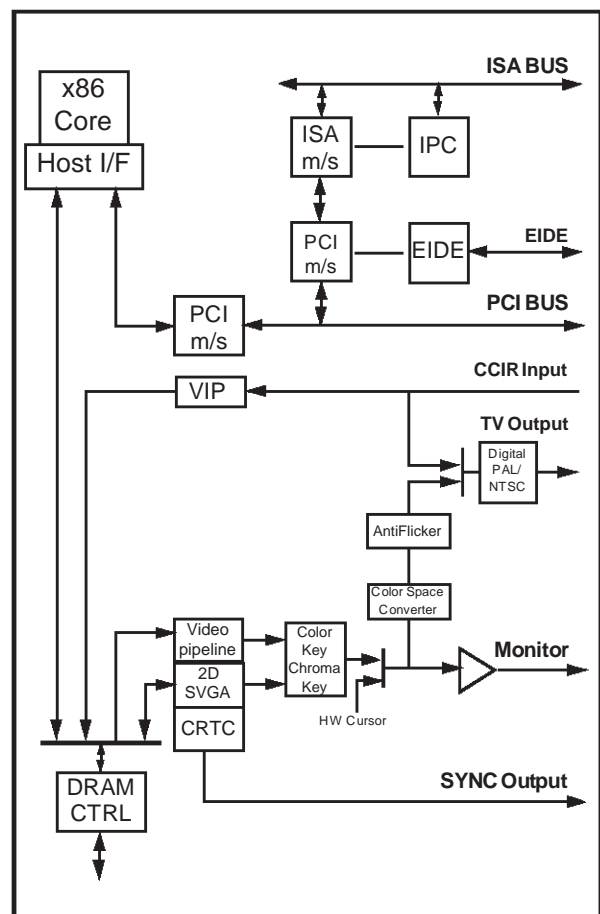 ISA BUS
x86
Core
Host I/F
ISA
m/s
IPC
PCI
m/s
EIDE
EIDE
PCI BUS
PCI
m/s
CCIR Input
VIP
TV Output
Digital
PAL/
NTSC
AntiFlicker
Color Space
Converter
Video
pipeline
Color
Key
Chroma
Key
Monitor
2D
SVGA
HW Cursor
CRTC
SYNC Output
DRAM
CTRL